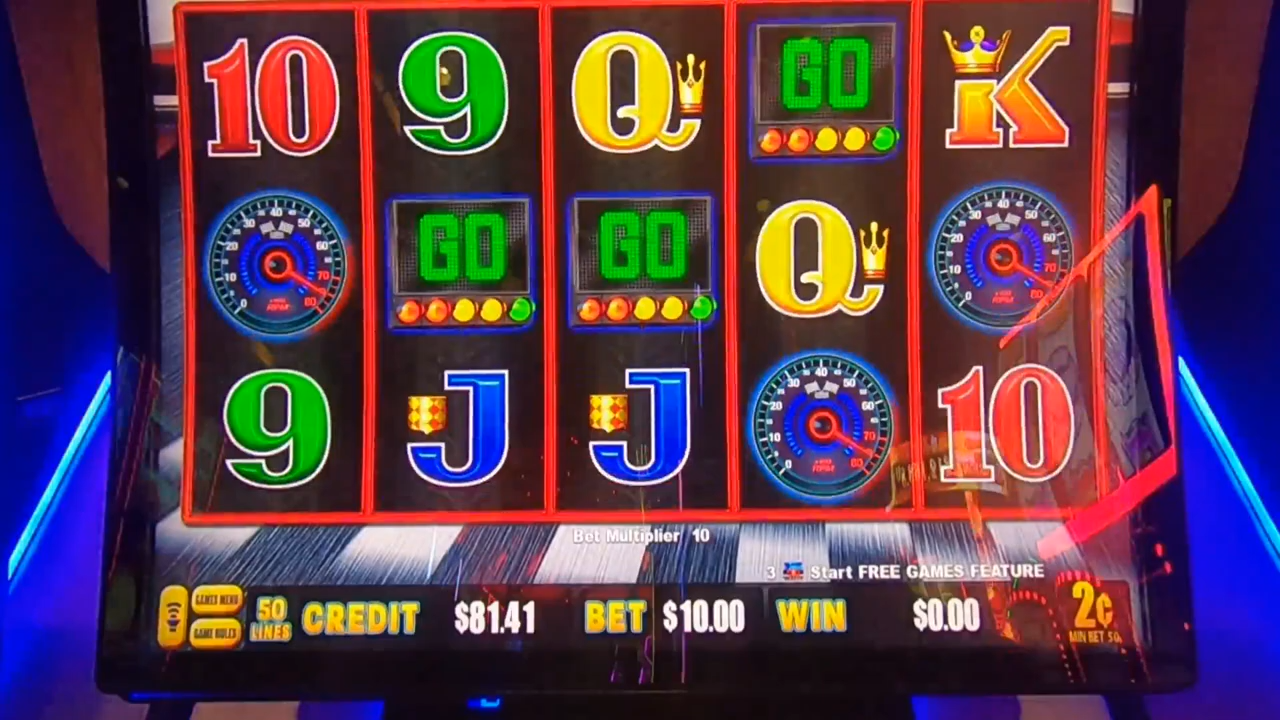 10 9 Q GO K
GO GO Q
9 J J 10
Bet Multiplier 10
3 Start FREE GAMES FEATURE
GAMES MENU
GAME RULES
50 LINES CREDIT $81.41 BET $10.00 WIN $0.00 2¢
MIN BET 50